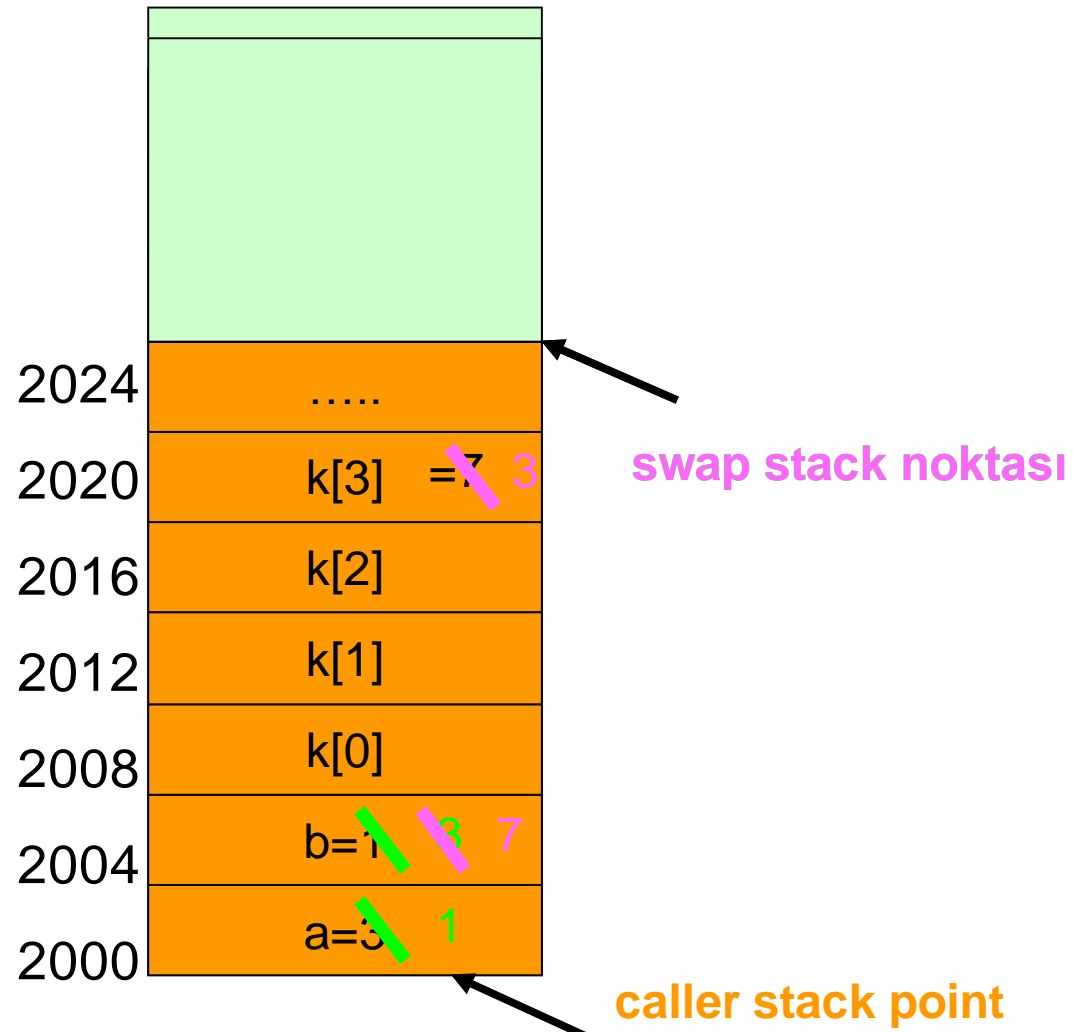 2024 …..
2020 k[3] =7 3
swap stack noktası
2016 k[2]
2012 k[1]
2008 k[0]
2004 b=1 3 7
2000 a=3 1
caller stack point